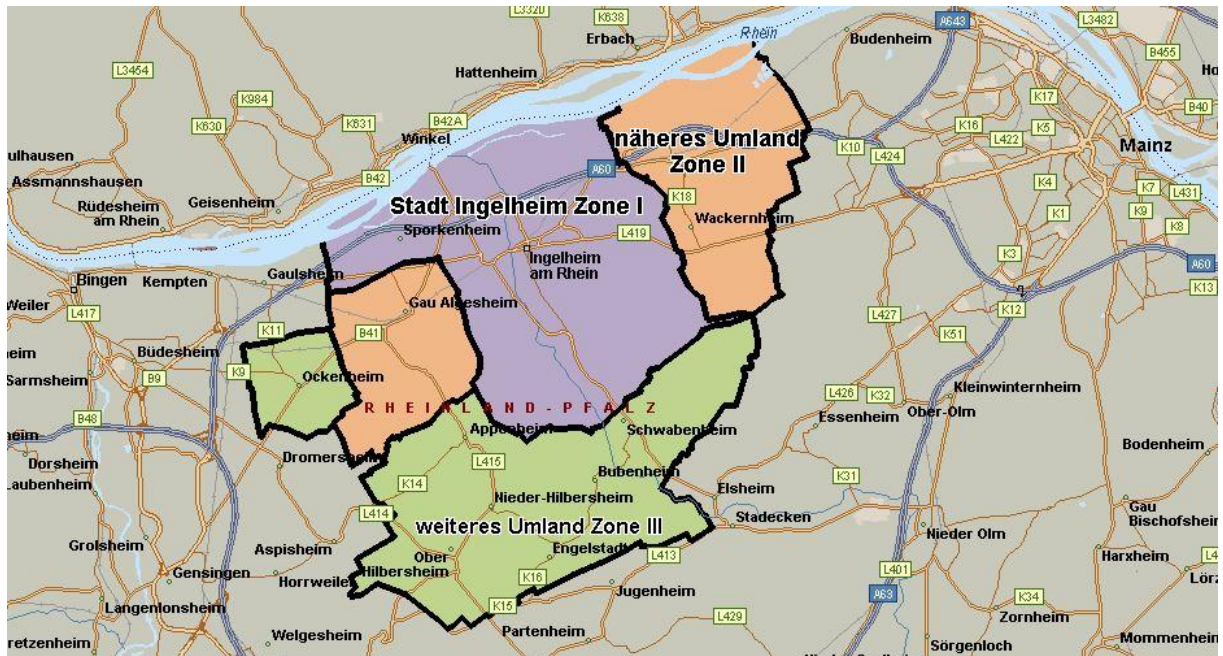 L3320
K638
A643
L3482
Erbach
Rhein
Budenheim
B455
L3454
Hattenheim
K984
B42A
K17
B40
K630
K631
Winkel
näheres Umland
Zone II
K16
L422
K5
K10
Mainz
ulhausen
L424
Assmannshausen
B42
A60
K4
K7
L431
Rüdesheim
am Rhein
Geisenheim
Stadt Ingelheim Zone I
K18
Wackernheim
K1
K9
K8
Sporkenheim
L419
Ingelheim
am Rhein
K3
A60
Bingen
Kempten
Gaulsheim
K13
Weiler
Gau Algesheim
K12
L417
K11
B41
L427
K51
Büdesheim
heim
Sarmsheim
K9
B9
Ockenheim
Kleinwinternheim
L426
K32
RHEINLAND-PFALZ
Essenheim
Ober-Olm
B48
Appenheim
Schwabenheim
heim
Bodenheim
Dorsheim
Dromersheim
L415
Bubenheim
K31
Laubenheim
K14
Elsheim
Nieder-Hilbersheim
Gau
Bischofsheim
L414
weiteres Umland Zone III
Stadecken
Nieder Olm
Grolsheim
Aspisheim
Ober
Hilbersheim
Engelstadt
L413
Harxheim
Gensingen
Horrweiler
K16
L401
Jugenheim
A63
Langenlonsheim
K15
L429
K34
Zornheim
retzenheim
Welgesheim
Partenheim
Sörgenloch
Mommenheim